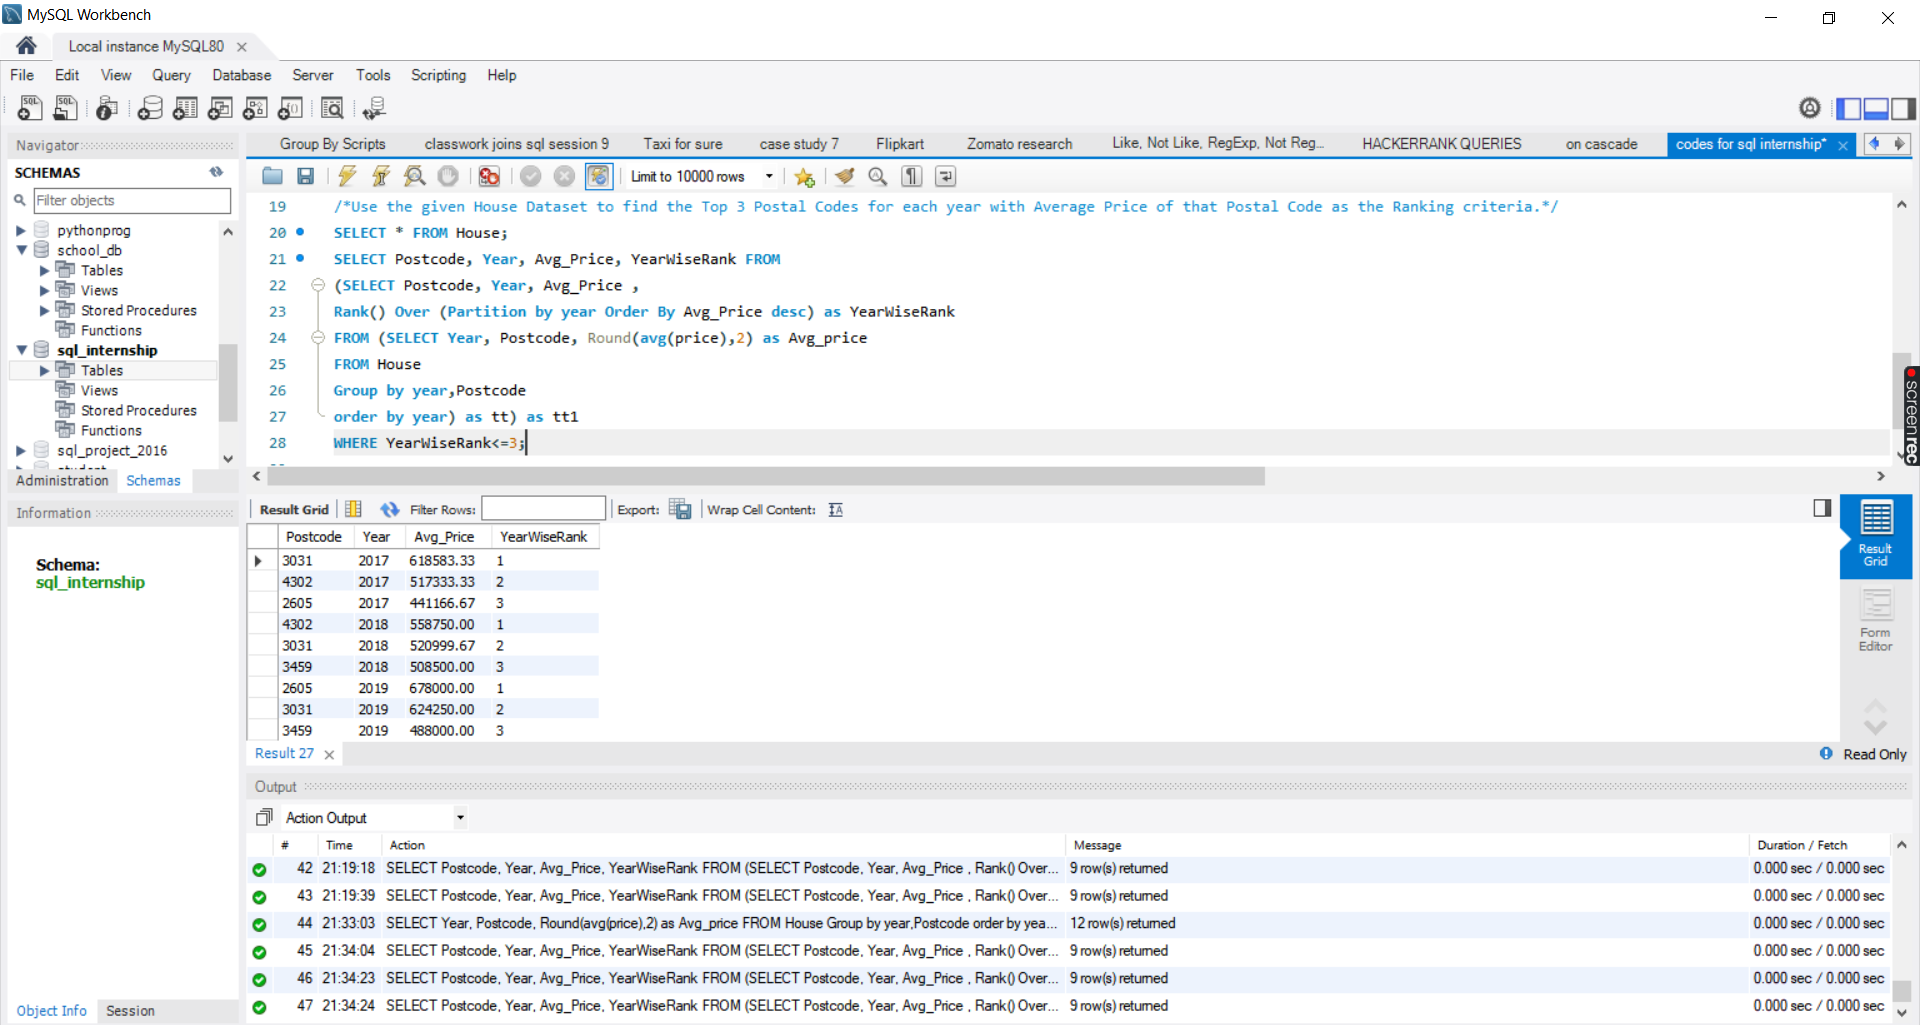 MySQL Workbench
Local instance MySQL80
File Edit View Query Database Server Tools Scripting Help
Navigator
SCHEMAS
Filter objects
pythonprog
school_db
Tables
Views
Stored Procedures
Functions
sql_internship
Tables
Views
Stored Procedures
Functions
sql_project_2016
Administration Schemas
Information
Schema:
sql_internship
Object Info Session
Group By Scripts classwork joins sql session 9 Taxi for sure case study 7 Flipkart Zomato research Like, Not Like, RegExp, Not Reg... HACKERRANK QUERIES on cascade codes for sql internship*
Limit to 10000 rows
19 /*Use the given House Dataset to find the Top 3 Postal Codes for each year with Average Price of that Postal Code as the Ranking criteria.*/
20 SELECT * FROM House;
21 SELECT Postcode, Year, Avg_Price, YearWiseRank FROM
22 (SELECT Postcode, Year, Avg_Price ,
23 Rank() Over (Partition by year Order By Avg_Price desc) as YearWiseRank
24 FROM (SELECT Year, Postcode, Round(avg(price),2) as Avg_price
25 FROM House
26 Group by year,Postcode
27 order by year) as tt) as tt1
28 WHERE YearWiseRank<=3;
screenrec
Result Grid Filter Rows: Export: Wrap Cell Content:
Postcode Year Avg_Price YearWiseRank
3031 2017 618583.33 1
4302 2017 517333.33 2
2605 2017 441166.67 3
4302 2018 558750.00 1
3031 2018 520999.67 2
3459 2018 508500.00 3
2605 2019 678000.00 1
3031 2019 624250.00 2
3459 2019 488000.00 3
Result
Grid
Form
Editor
Result 27
Read Only
Output
Action Output
# Time Action Message Duration / Fetch
42 21:19:18 SELECT Postcode, Year, Avg_Price, YearWiseRank FROM (SELECT Postcode, Year, Avg_Price , Rank() Over... 9 row(s) returned 0.000 sec / 0.000 sec
43 21:19:39 SELECT Postcode, Year, Avg_Price, YearWiseRank FROM (SELECT Postcode, Year, Avg_Price , Rank() Over... 9 row(s) returned 0.000 sec / 0.000 sec
44 21:33:03 SELECT Year, Postcode, Round(avg(price),2) as Avg_price FROM House Group by year,Postcode order by yea... 12 row(s) returned 0.000 sec / 0.000 sec
45 21:34:04 SELECT Postcode, Year, Avg_Price, YearWiseRank FROM (SELECT Postcode, Year, Avg_Price , Rank() Over... 9 row(s) returned 0.000 sec / 0.000 sec
46 21:34:23 SELECT Postcode, Year, Avg_Price, YearWiseRank FROM (SELECT Postcode, Year, Avg_Price , Rank() Over... 9 row(s) returned 0.000 sec / 0.000 sec
47 21:34:24 SELECT Postcode, Year, Avg_Price, YearWiseRank FROM (SELECT Postcode, Year, Avg_Price , Rank() Over... 9 row(s) returned 0.000 sec / 0.000 sec